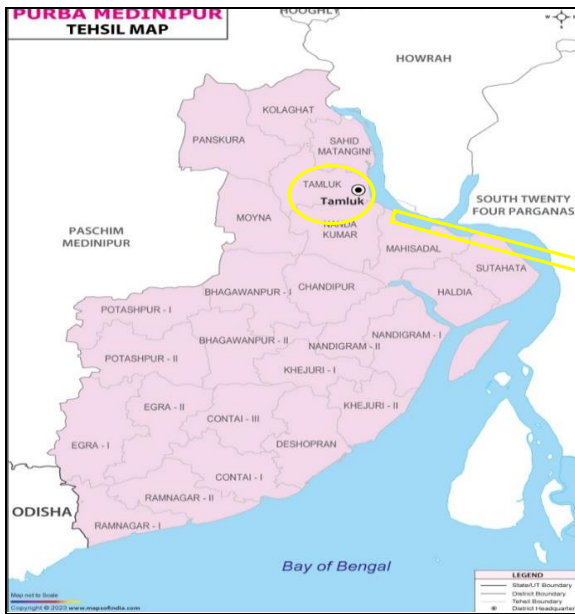 PURBA MEDINIPUR
TEHSIL MAP
HOOGHLY
HOWRAH
KOLAGHAT
PANSKURA
SAHID
MATANGINI
TAMLUK
Tamluk
SOUTH TWENTY
FOUR PARGANAS
MOYNA
NANDA
KUMAR
PASCHIM
MEDINIPUR
MAHISADAL
SUTAHATA
HALDIA
BHAGAWANPUR - I
CHANDIPUR
POTASHPUR - I
NANDIGRAM - I
BHAGAWANPUR - II
NANDIGRAM - II
POTASHPUR - II
KHEJURI - I
EGRA - II
CONTAI - III
KHEJURI - II
EGRA - I
DESHOPRAN
CONTAI - I
RAMNAGAR - II
ODISHA
RAMNAGAR - I
Bay of Bengal
LEGEND
State/UT Boundary
District Boundary
Tehsil Boundary
District Headquarter
Map not to Scale
Copyright © 2023 www.mapsofindia.com